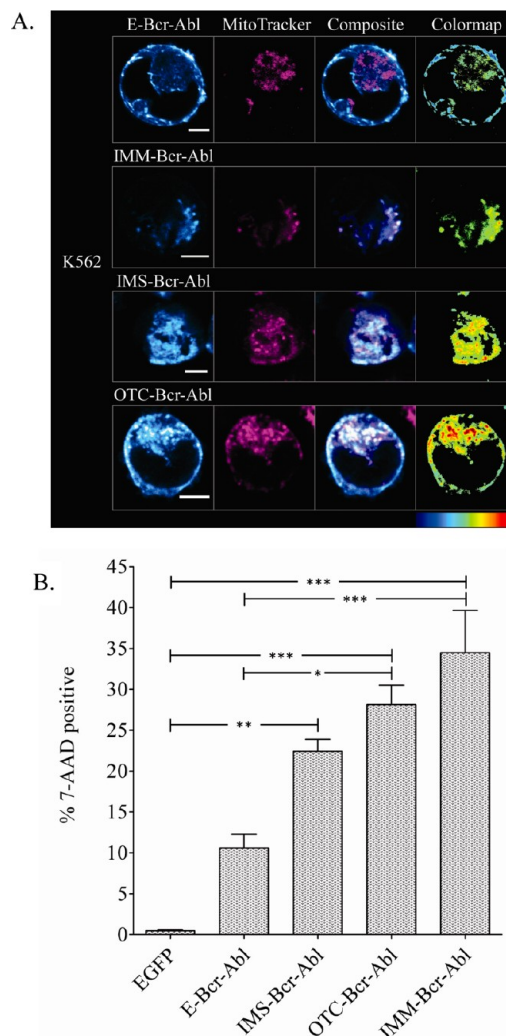 A.
E-Bcr-Abl MitoTracker Composite Colormap
IMM-Bcr-Abl
K562
IMS-Bcr-Abl
OTC-Bcr-Abl
B.
45
40
35
30
25
20
15
10
5
0
% 7-AAD positive
***
***
***
*
**
EGFP
E-Bcr-Abl
IMS-Bcr-Abl
OTC-Bcr-Abl
IMM-Bcr-Abl